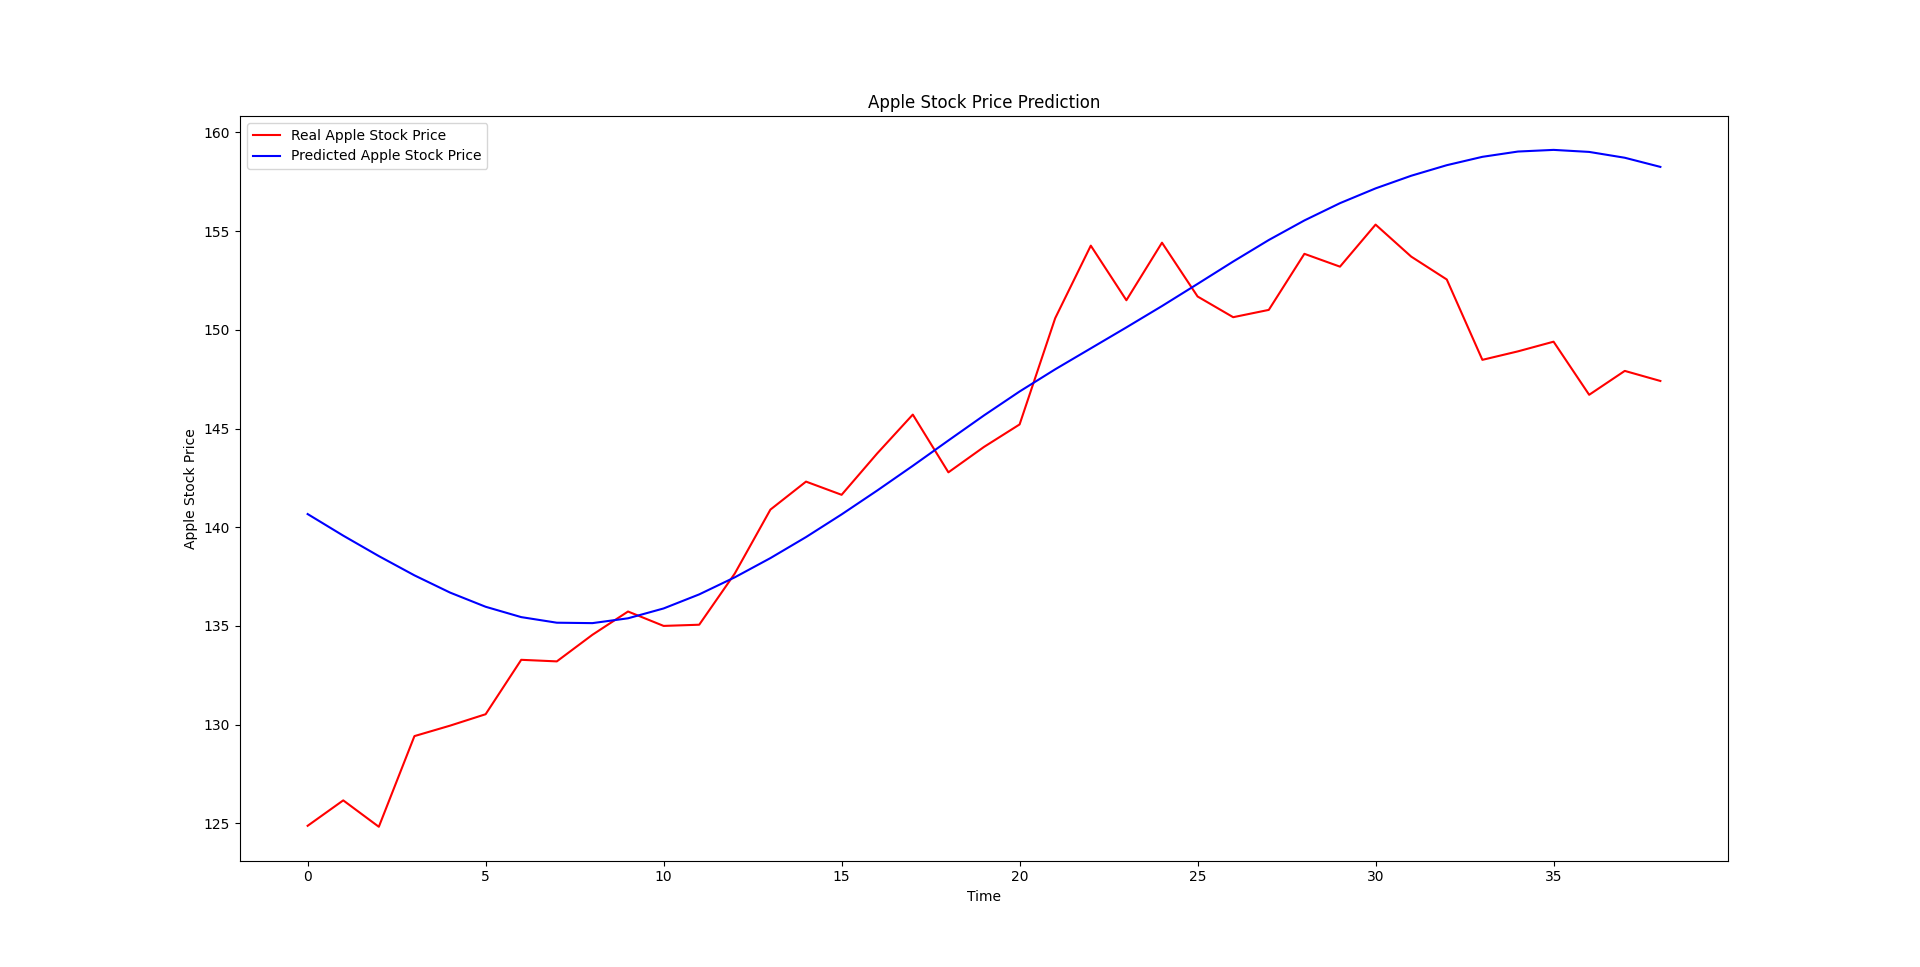 Apple Stock Price Prediction
Real Apple Stock Price
Predicted Apple Stock Price
Apple Stock Price
160
155
150
145
140
135
130
125
0 5 10 15 20 25 30 35
Time